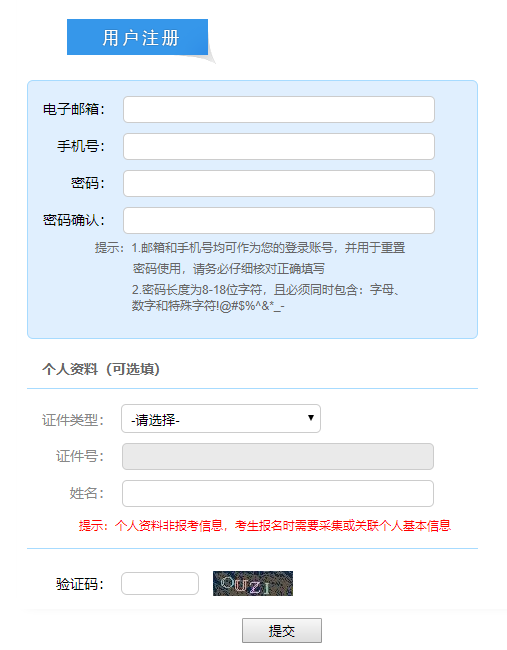 用户注册
电子邮箱：
手机号：
密码：
密码确认：
提示：1.邮箱和手机号均可作为您的登录账号，并用于重置
密码使用，请务必仔细核对正确填写
2.密码长度为8-18位字符，且必须同时包含：字母、
数字和特殊字符!@#$%^&*_-
个人资料（可选填）
证件类型：
-请选择-
证件号：
姓名：
提示：个人资料非报考信息，考生报名时需要采集或关联个人基本信息
验证码：
OUZI
提交